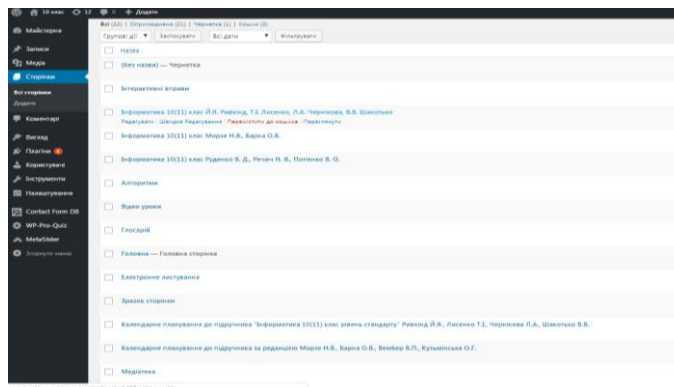 10 клас 12 0 Додати
Майстерня
Записи
Медіа
Сторінки
Всі сторінки
Додати
Коментарі
Вигляд
Плагіни
Користувачі
Інструменти
Налаштування
Contact Form DB
WP-Pro-Quiz
MetaSlider
Згорнути меню
Всі (22) | Оприлюднено (21) | Чернетка (1) | Кошик (2)
Групові дії Застосувати Всі дати Фільтрувати
Назва
(без назви) — Чернетка
Інтерактивні вправи
Інформатика 10(11) клас Й.Я. Ривкінд, Т.І. Лисенко, Л.А. Чернікова, В.В. Шакотько
Редагувати | Швидке Редагування | Перемістити до кошика | Переглянути
Інформатика 10(11) клас Морзе Н.В., Барна О.В.
Інформатика 10(11) клас Руденко В. Д., Речич Н. В., Потієнко В. О.
Алгоритми
Відео уроки
Глосарій
Головна — Головна сторінка
Електронне листування
Зразок сторінки
Календарне планування до підручника "Інформатика 10(11) клас рівень стандарту" Ривкінд Й.Я., Лисенко Т.І., Чернікова Л.А., Шакотько В.В.
Календарне планування до підручника за редакцією Морзе Н.В., Барна О.В., Вембер В.П., Кузьмінська О.Г.
Медіатека